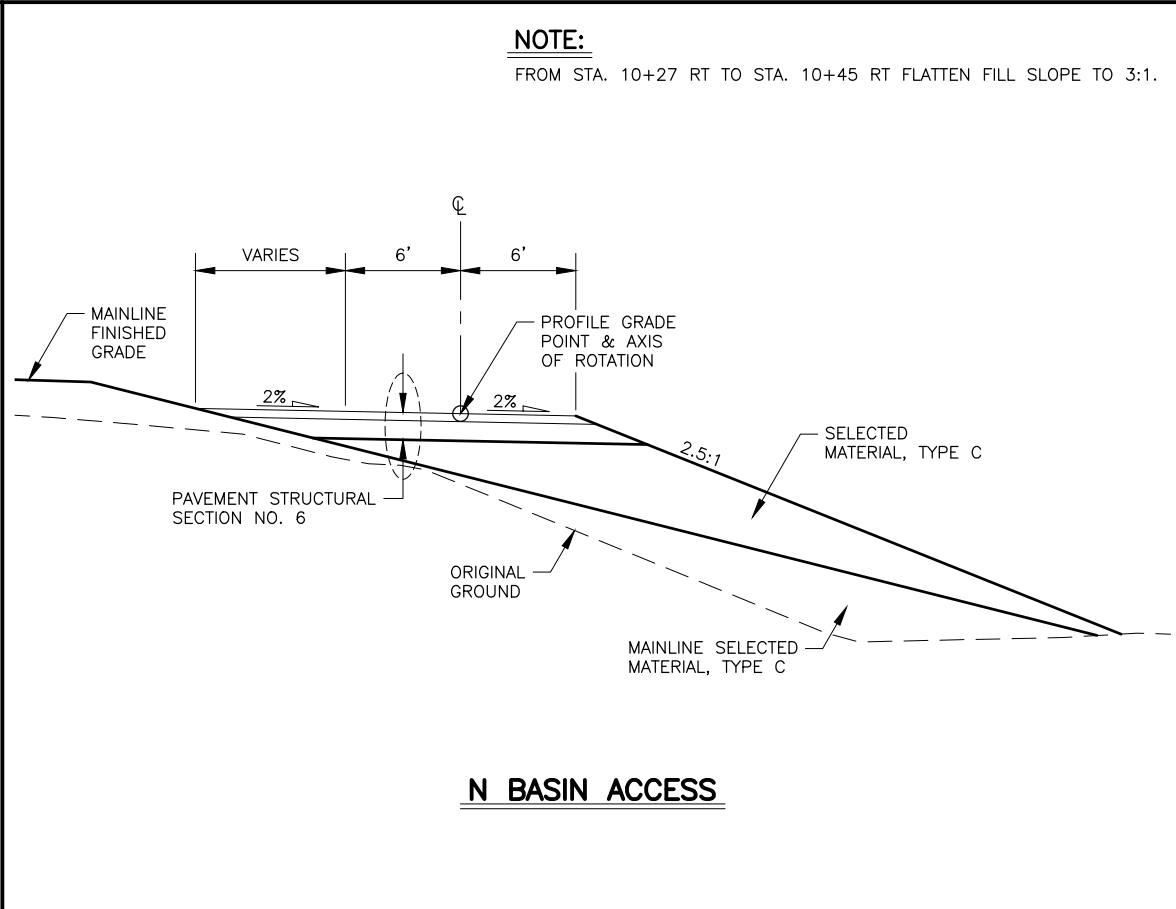 NOTE:
FROM STA. 10+27 RT TO STA. 10+45 RT FLATTEN FILL SLOPE TO 3:1.
℄
VARIES
6'
6'
MAINLINE
FINISHED
GRADE
PROFILE GRADE
POINT & AXIS
OF ROTATION
2%
2%
2.5:1
SELECTED
MATERIAL, TYPE C
PAVEMENT STRUCTURAL
SECTION NO. 6
ORIGINAL
GROUND
MAINLINE SELECTED
MATERIAL, TYPE C
N BASIN ACCESS